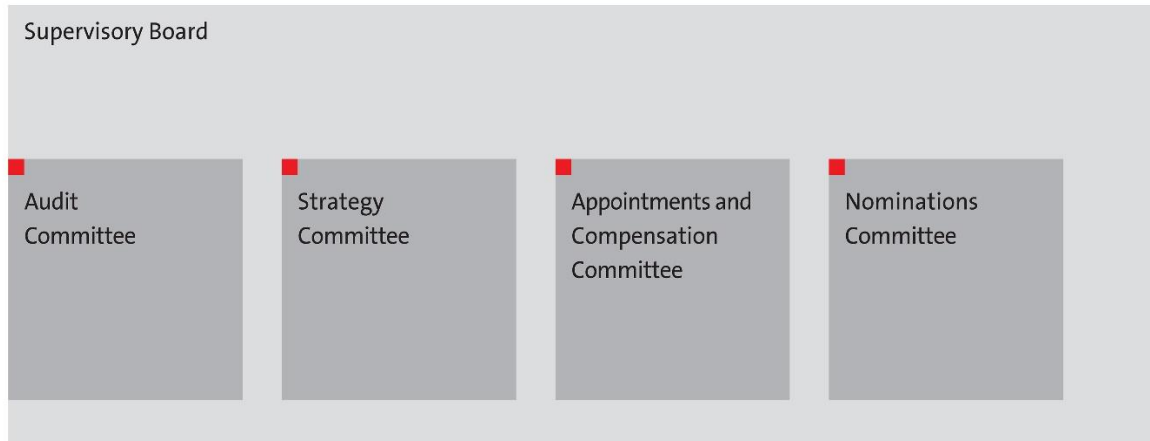 Supervisory Board
Audit
Committee
Strategy
Committee
Appointments and
Compensation
Committee
Nominations
Committee